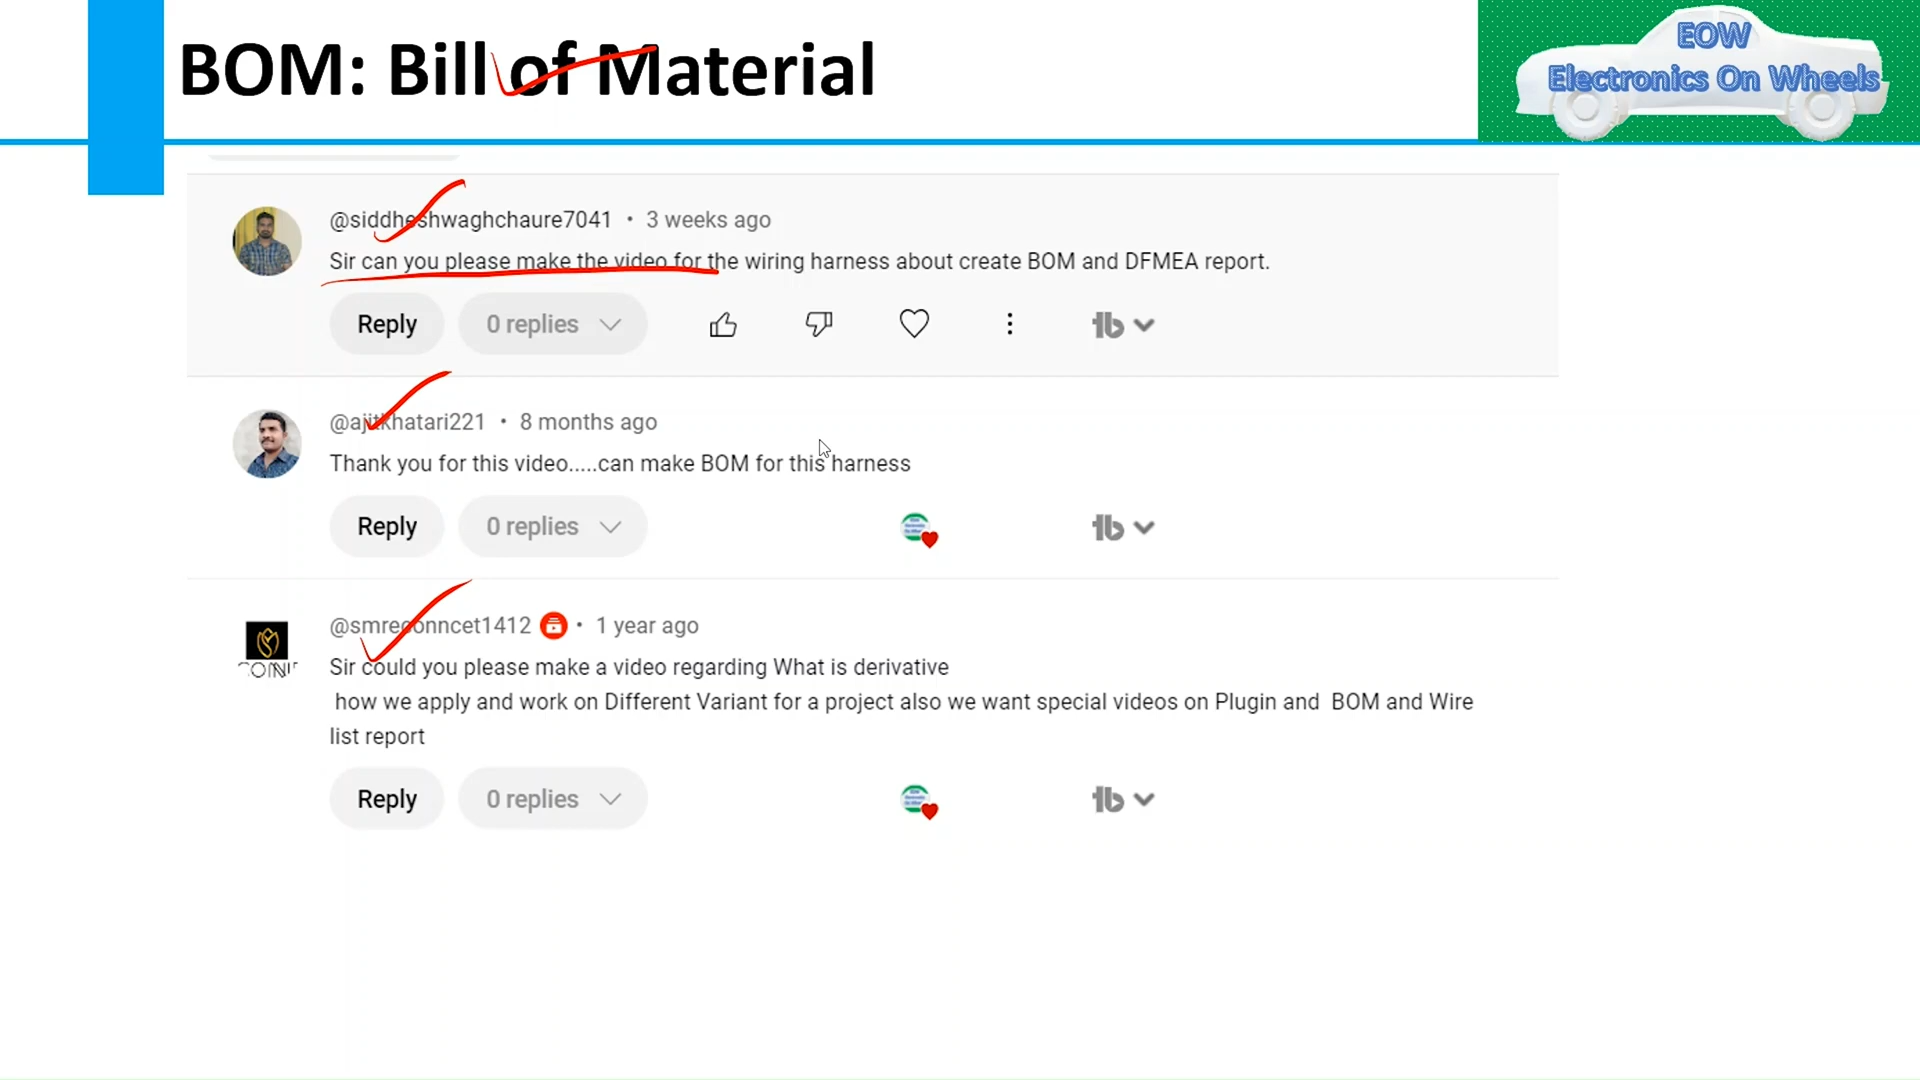 BOM: Bill of Material
EOW
Electronics On Wheels
@siddheshwaghchaure7041 • 3 weeks ago
Sir can you please make the video for the wiring harness about create BOM and DFMEA report.
Reply 0 replies
@ajitkhatari221 • 8 months ago
Thank you for this video.....can make BOM for this harness
Reply 0 replies
@smreconncet1412 • 1 year ago
Sir could you please make a video regarding What is derivative
how we apply and work on Different Variant for a project also we want special videos on Plugin and BOM and Wire
list report
Reply 0 replies